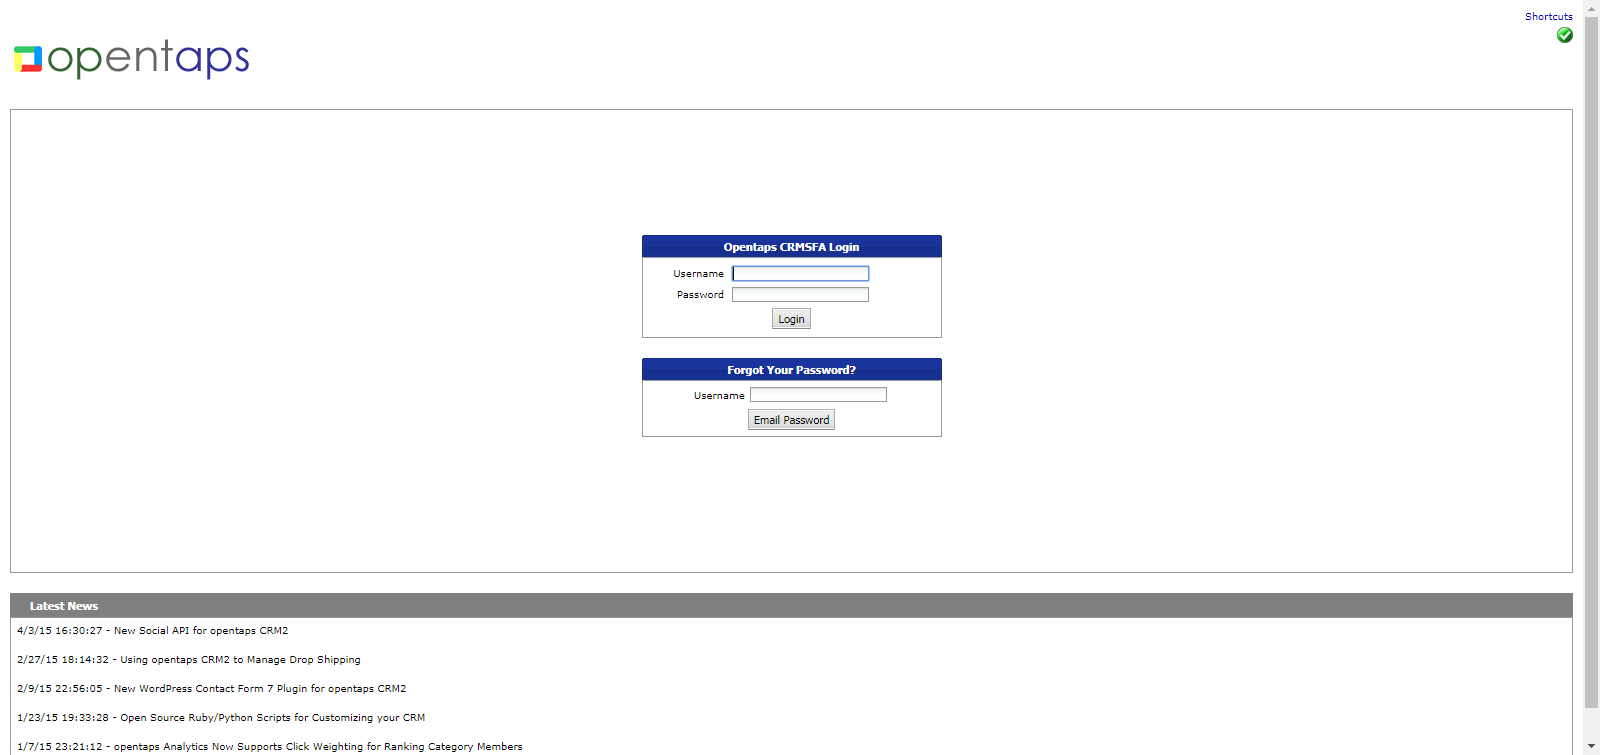 Shortcuts
opentaps
Opentaps CRMSFA Login
Username
Password
Login
Forgot Your Password?
Username
Email Password
Latest News
4/3/15 16:30:27 - New Social API for opentaps CRM2
2/27/15 18:14:32 - Using opentaps CRM2 to Manage Drop Shipping
2/9/15 22:56:05 - New WordPress Contact Form 7 Plugin for opentaps CRM2
1/23/15 19:33:28 - Open Source Ruby/Python Scripts for Customizing your CRM
1/7/15 23:21:12 - opentaps Analytics Now Supports Click Weighting for Ranking Category Members